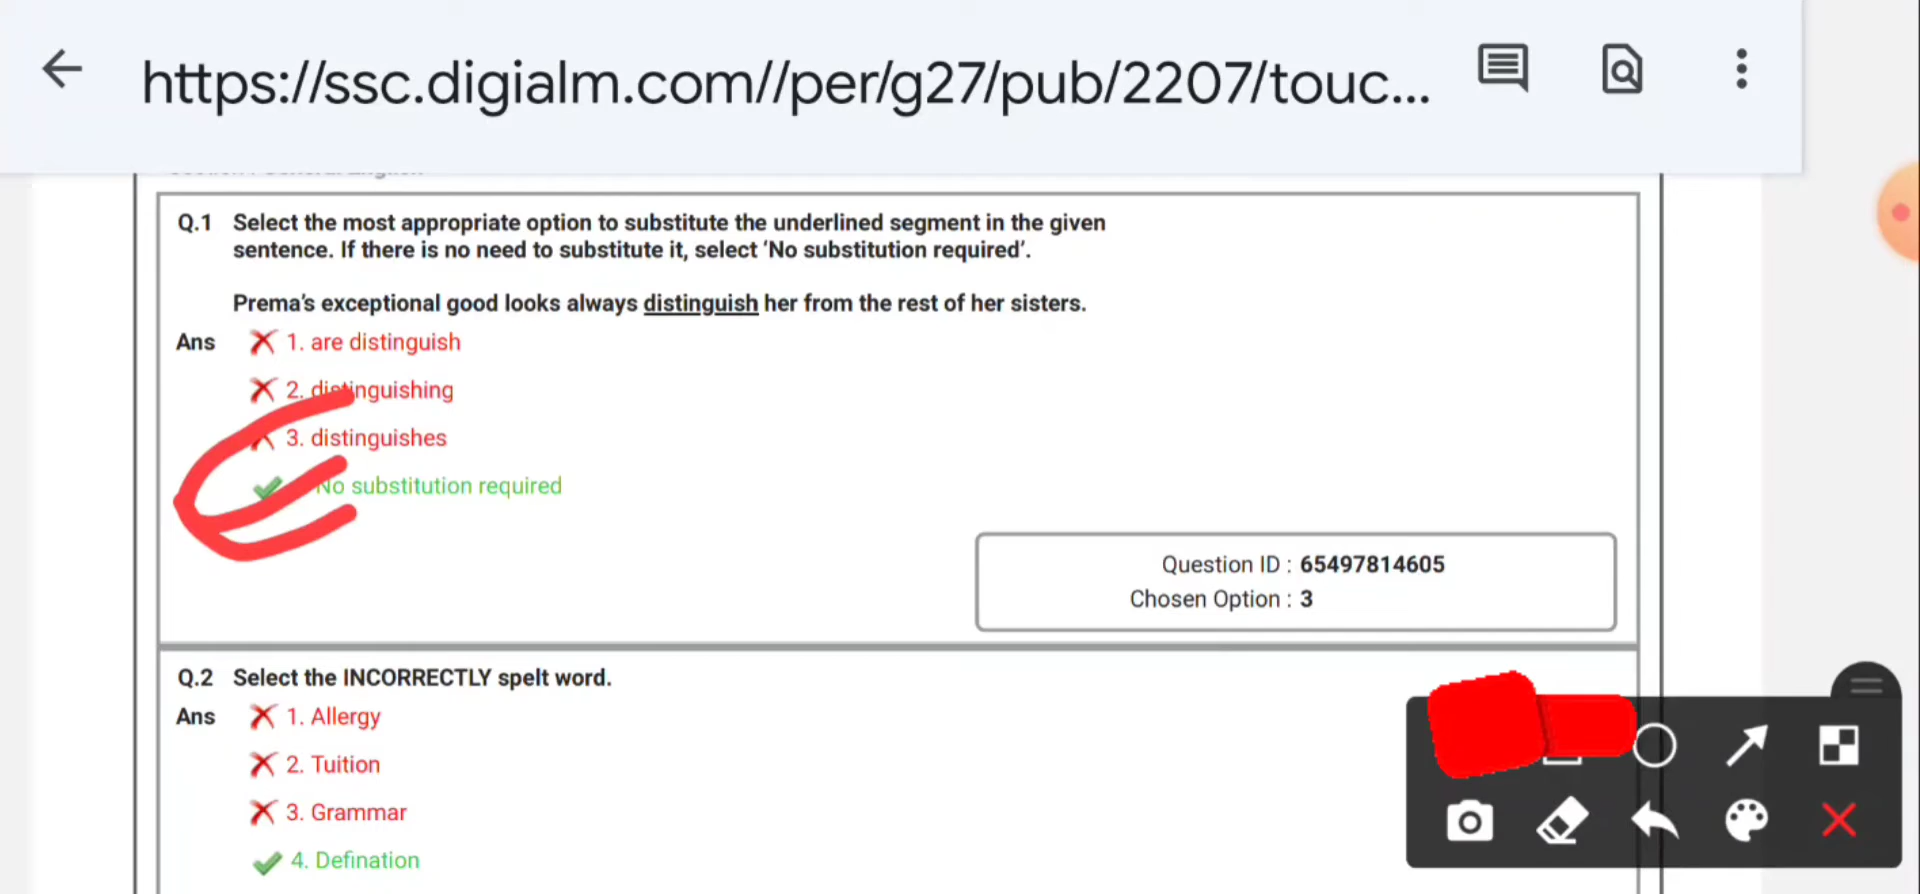 https://ssc.digialm.com//per/g27/pub/2207/touc...
Q.1 Select the most appropriate option to substitute the underlined segment in the given
sentence. If there is no need to substitute it, select ‘No substitution required’.
Prema’s exceptional good looks always distinguish her from the rest of her sisters.
Ans 1. are distinguish
2. distinguishing
3. distinguishes
No substitution required
Question ID : 65497814605
Chosen Option : 3
Q.2 Select the INCORRECTLY spelt word.
Ans 1. Allergy
2. Tuition
3. Grammar
4. Defination